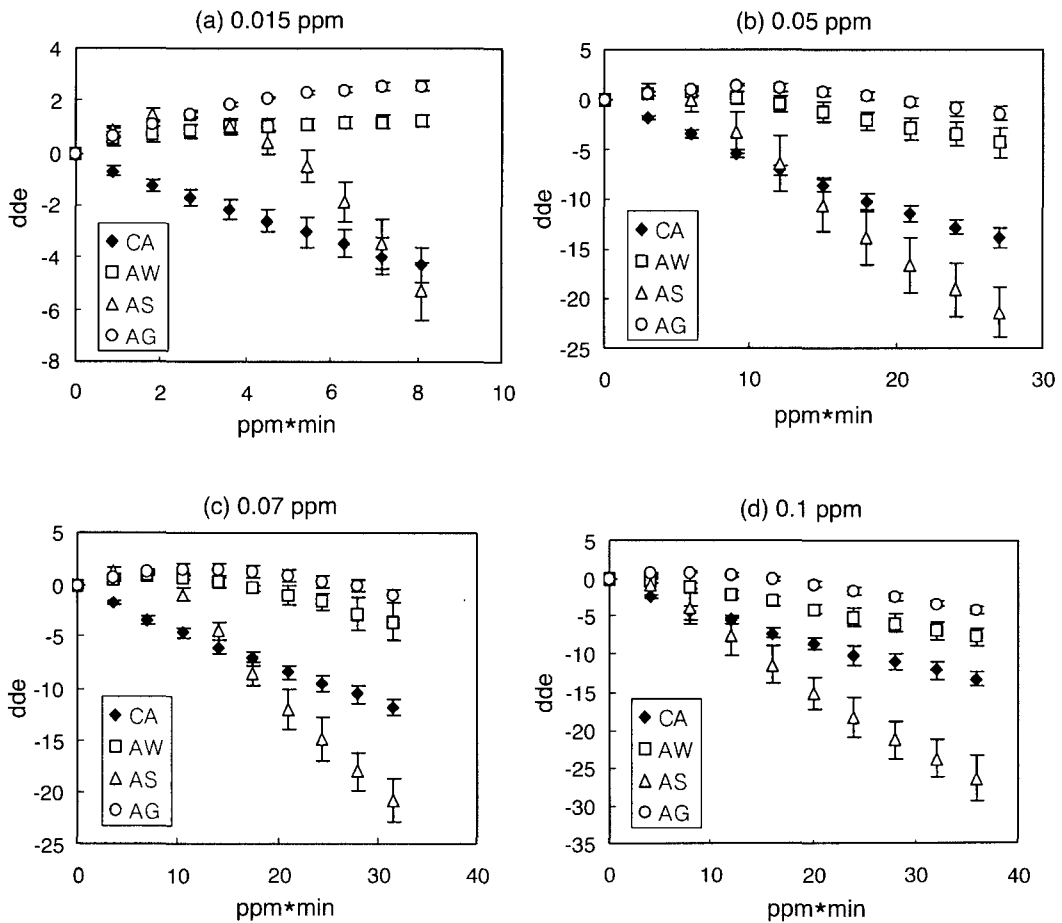 (a) 0.015 ppm
4
2
0
-2
-4
-6
-8
dde
CA
AW
AS
AG
0 2 4 6 8 10
ppm*min
(b) 0.05 ppm
5
0
-5
-10
-15
-20
-25
dde
CA
AW
AS
AG
0 10 20 30
ppm*min
(c) 0.07 ppm
5
0
-5
-10
-15
-20
-25
dde
CA
AW
AS
AG
0 10 20 30 40
ppm*min
(d) 0.1 ppm
5
0
-5
-10
-15
-20
-25
-30
-35
dde
CA
AW
AS
AG
0 10 20 30 40
ppm*min